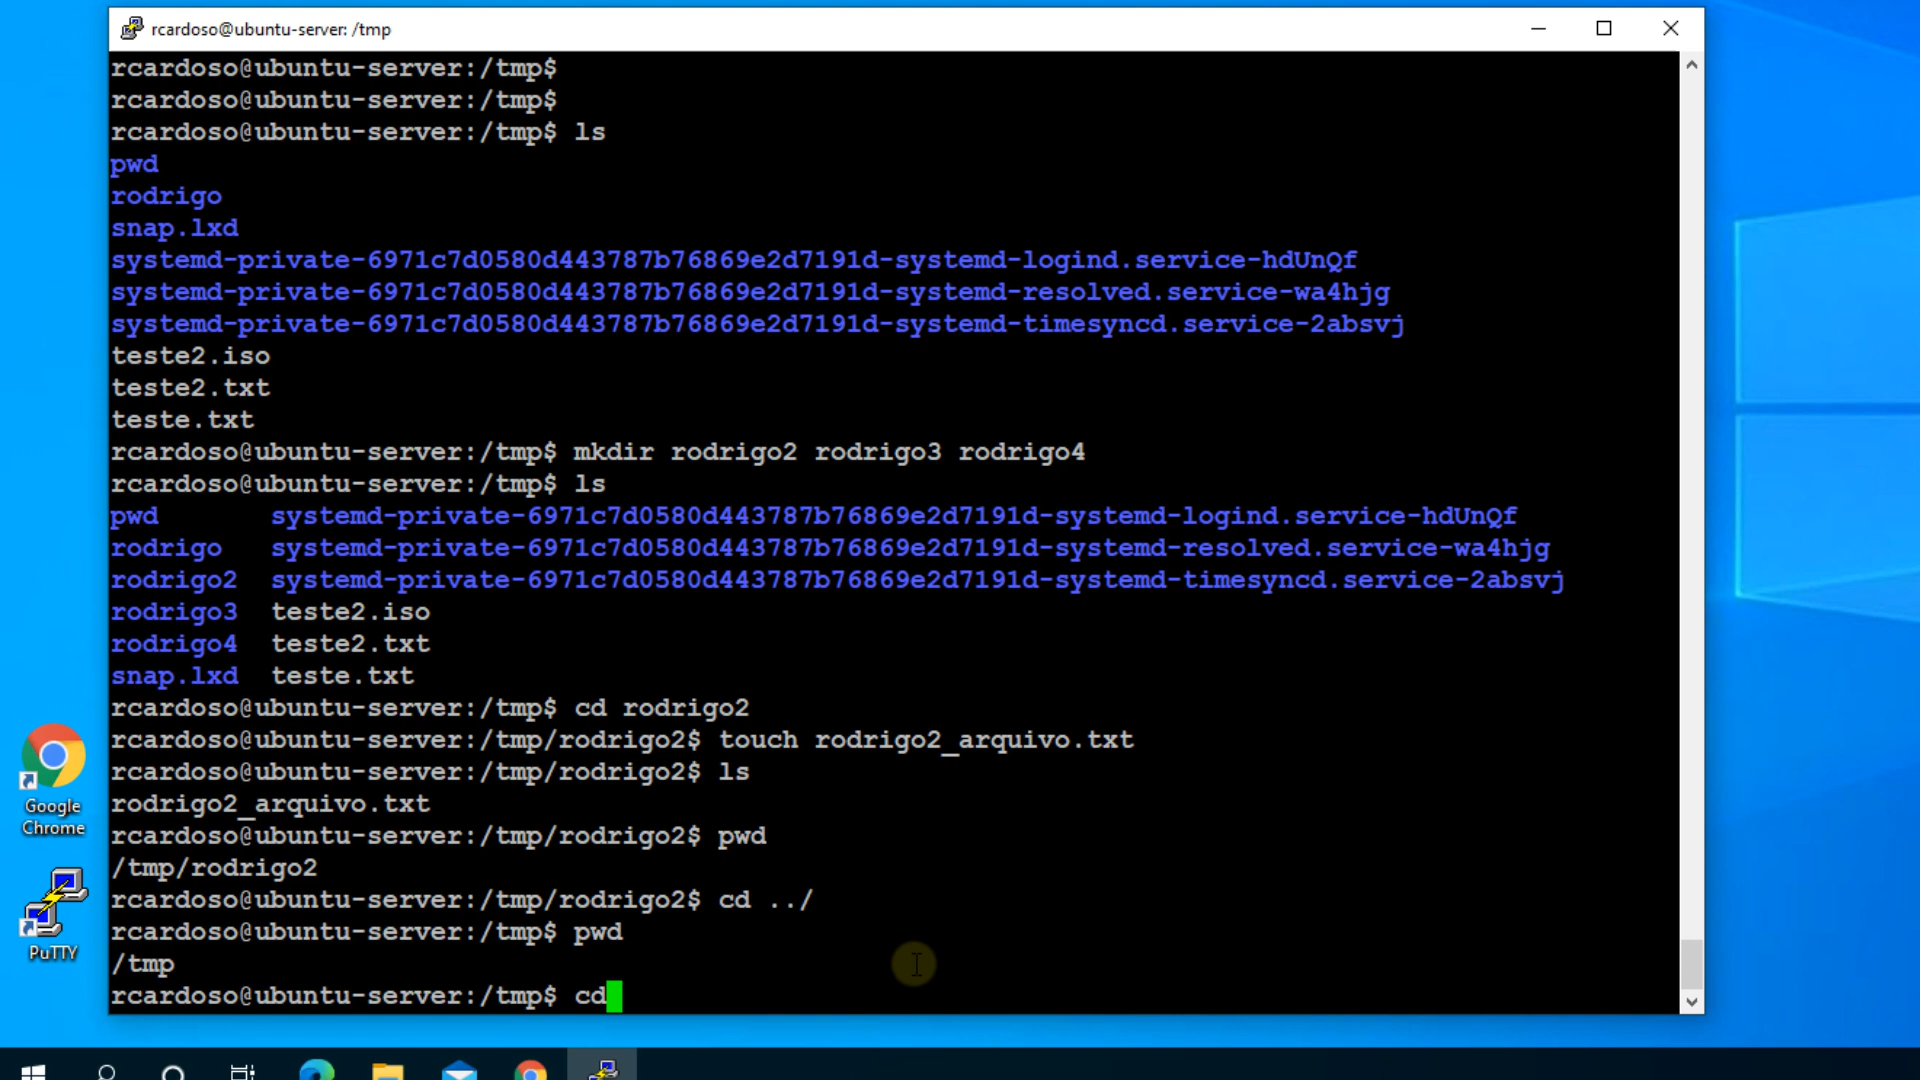 rcardoso@ubuntu-server: /tmp
rcardoso@ubuntu-server:/tmp$
rcardoso@ubuntu-server:/tmp$
rcardoso@ubuntu-server:/tmp$ ls
pwd
rodrigo
snap.lxd
systemd-private-6971c7d0580d443787b76869e2d7191d-systemd-logind.service-hdUnQf
systemd-private-6971c7d0580d443787b76869e2d7191d-systemd-resolved.service-wa4hjg
systemd-private-6971c7d0580d443787b76869e2d7191d-systemd-timesyncd.service-2absvj
teste2.iso
teste2.txt
teste.txt
rcardoso@ubuntu-server:/tmp$ mkdir rodrigo2 rodrigo3 rodrigo4
rcardoso@ubuntu-server:/tmp$ ls
pwd systemd-private-6971c7d0580d443787b76869e2d7191d-systemd-logind.service-hdUnQf
rodrigo systemd-private-6971c7d0580d443787b76869e2d7191d-systemd-resolved.service-wa4hjg
rodrigo2 systemd-private-6971c7d0580d443787b76869e2d7191d-systemd-timesyncd.service-2absvj
rodrigo3 teste2.iso
rodrigo4 teste2.txt
snap.lxd teste.txt
rcardoso@ubuntu-server:/tmp$ cd rodrigo2
rcardoso@ubuntu-server:/tmp/rodrigo2$ touch rodrigo2_arquivo.txt
rcardoso@ubuntu-server:/tmp/rodrigo2$ ls
rodrigo2_arquivo.txt
rcardoso@ubuntu-server:/tmp/rodrigo2$ pwd
/tmp/rodrigo2
rcardoso@ubuntu-server:/tmp/rodrigo2$ cd ../
rcardoso@ubuntu-server:/tmp$ pwd
/tmp
rcardoso@ubuntu-server:/tmp$ cd
Google
Chrome
PuTTY